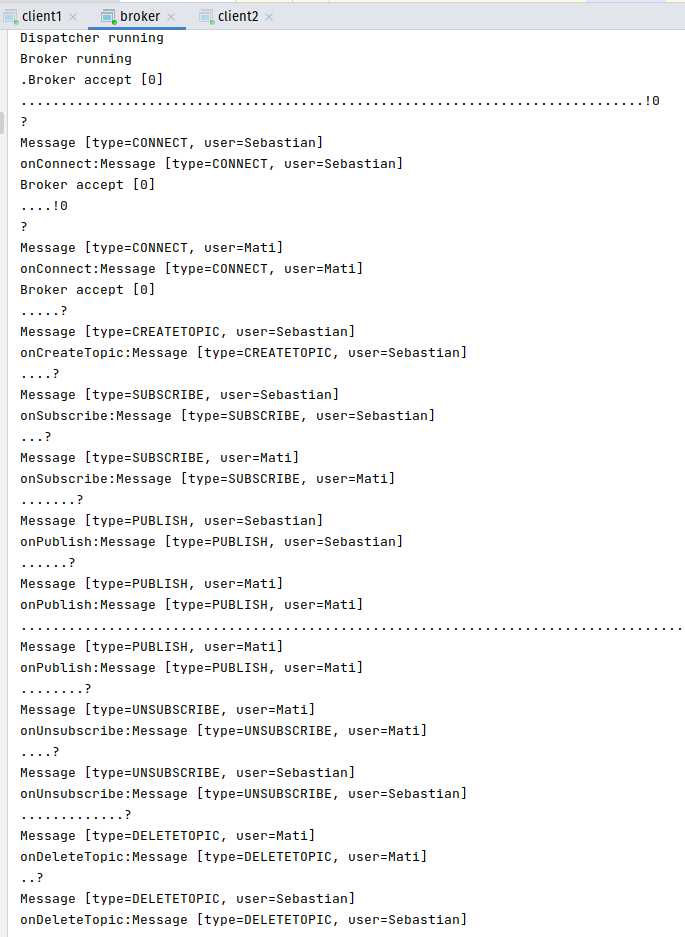 client1 broker client2
Dispatcher running
Broker running
.Broker accept [0]
..............................................................................!0
?
Message [type=CONNECT, user=Sebastian]
onConnect:Message [type=CONNECT, user=Sebastian]
Broker accept [0]
....!0
?
Message [type=CONNECT, user=Mati]
onConnect:Message [type=CONNECT, user=Mati]
Broker accept [0]
.....?
Message [type=CREATETOPIC, user=Sebastian]
onCreateTopic:Message [type=CREATETOPIC, user=Sebastian]
....?
Message [type=SUBSCRIBE, user=Sebastian]
onSubscribe:Message [type=SUBSCRIBE, user=Sebastian]
...?
Message [type=SUBSCRIBE, user=Mati]
onSubscribe:Message [type=SUBSCRIBE, user=Mati]
.......?
Message [type=PUBLISH, user=Sebastian]
onPublish:Message [type=PUBLISH, user=Sebastian]
......?
Message [type=PUBLISH, user=Mati]
onPublish:Message [type=PUBLISH, user=Mati]
...................................................................................
Message [type=PUBLISH, user=Mati]
onPublish:Message [type=PUBLISH, user=Mati]
........?
Message [type=UNSUBSCRIBE, user=Mati]
onUnsubscribe:Message [type=UNSUBSCRIBE, user=Mati]
....?
Message [type=UNSUBSCRIBE, user=Sebastian]
onUnsubscribe:Message [type=UNSUBSCRIBE, user=Sebastian]
.............?
Message [type=DELETETOPIC, user=Mati]
onDeleteTopic:Message [type=DELETETOPIC, user=Mati]
..?
Message [type=DELETETOPIC, user=Sebastian]
onDeleteTopic:Message [type=DELETETOPIC, user=Sebastian]